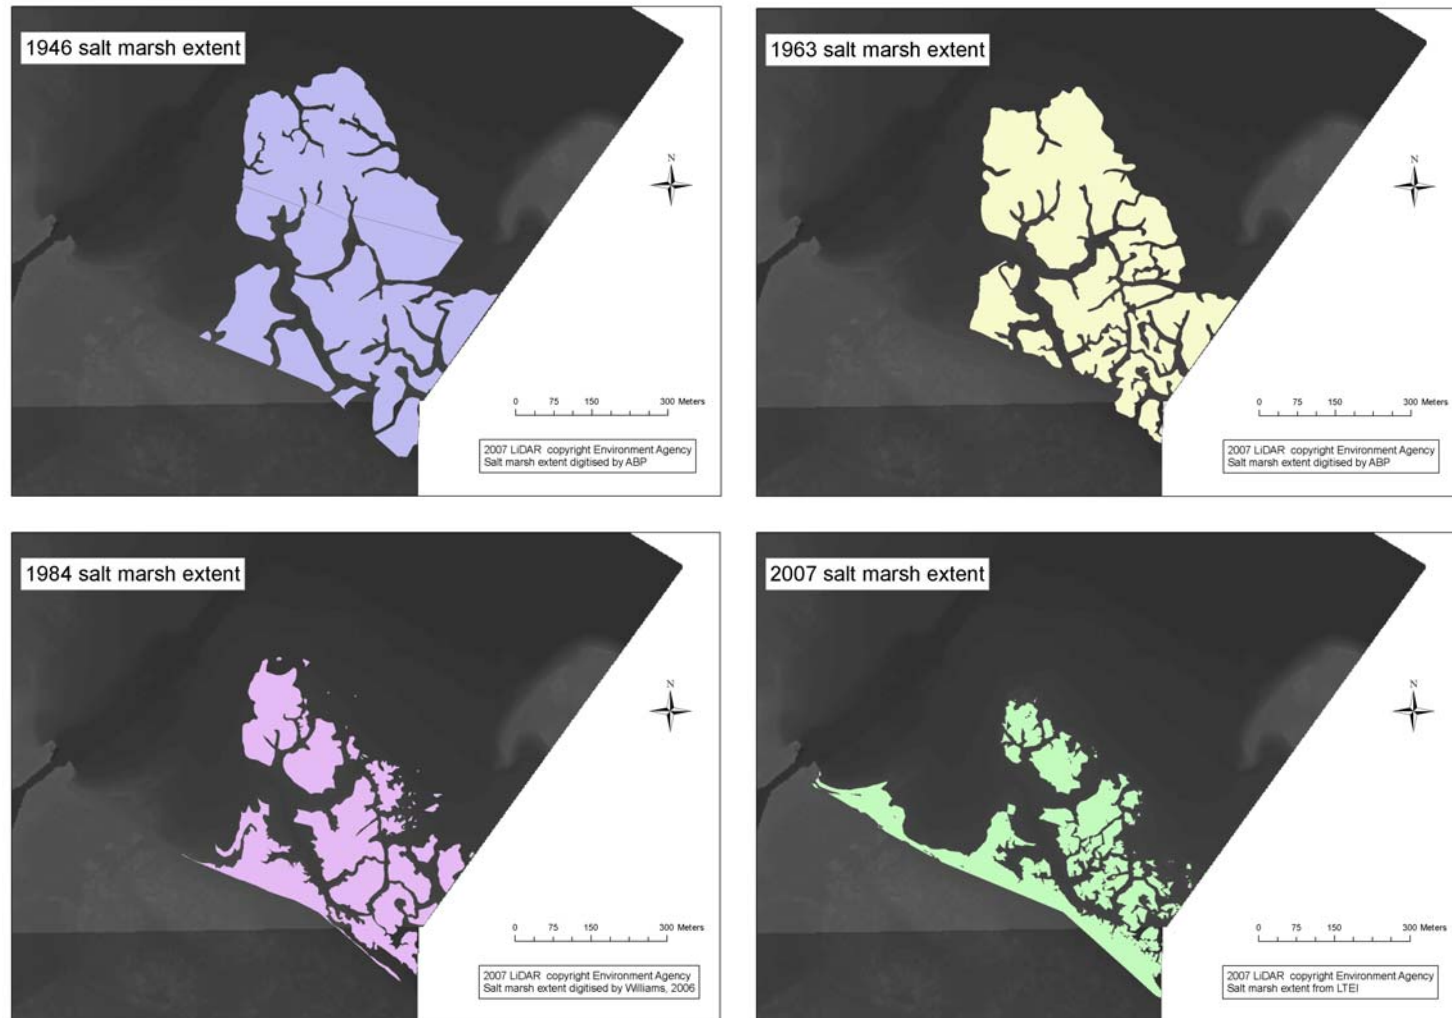 1946 salt marsh extent
N
0 75 150 300 Meters
2007 LiDAR copyright Environment Agency
Salt marsh extent digitised by ABP
1963 salt marsh extent
N
0 75 150 300 Meters
2007 LiDAR copyright Environment Agency
Salt marsh extent digitised by ABP
1984 salt marsh extent
N
0 75 150 300 Meters
2007 LiDAR copyright Environment Agency
Salt marsh extent digitised by Williams, 2006
2007 salt marsh extent
N
0 75 150 300 Meters
2007 LiDAR copyright Environment Agency
Salt marsh extent from LTEI